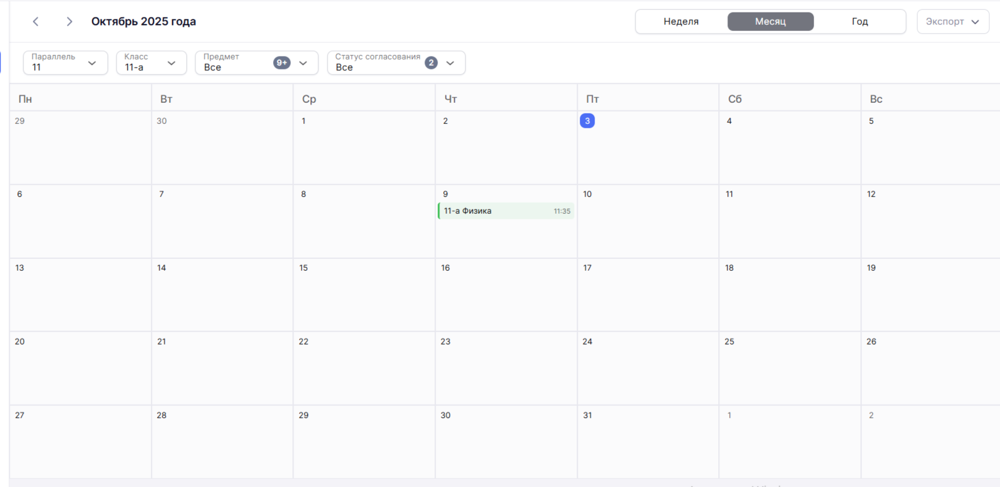 Октябрь 2025 года
Неделя
Месяц
Год
Экспорт
Параллель
11
Класс
11-а
Предмет
Все
9+
Статус согласования
Все
2
Пн Вт Ср Чт Пт Сб Вс
29 30 1 2 3 4 5
6 7 8 9 10 11 12
11-а Физика 11:35
13 14 15 16 17 18 19
20 21 22 23 24 25 26
27 28 29 30 31 1 2